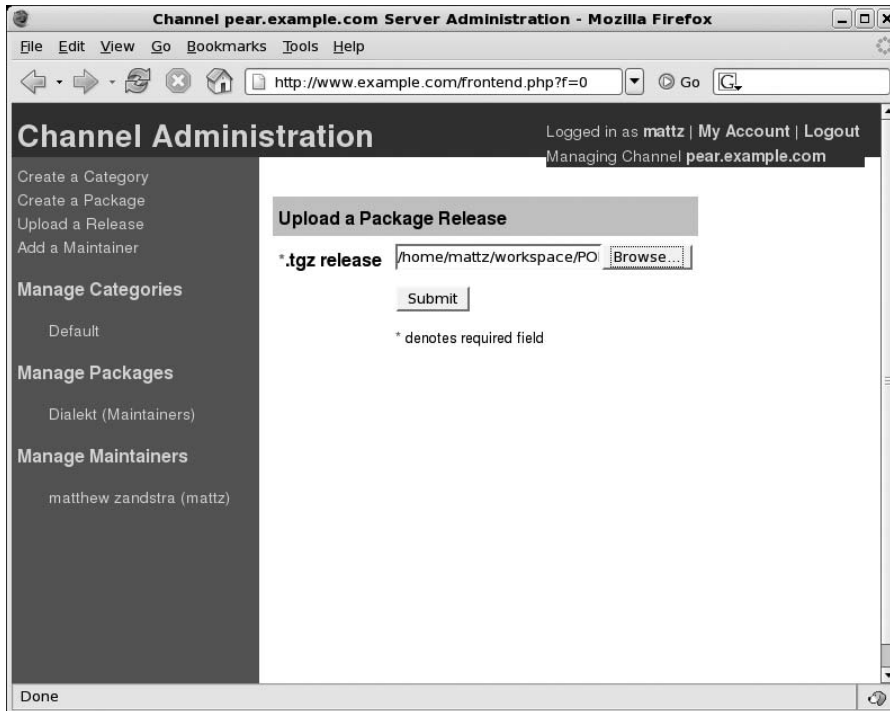 Channel pear.example.com Server Administration - Mozilla Firefox
File Edit View Go Bookmarks Tools Help
http://www.example.com/frontend.php?f=0 Go G
Channel Administration
Logged in as mattz | My Account | Logout
Managing Channel pear.example.com
Create a Category
Create a Package
Upload a Release
Add a Maintainer
Manage Categories
Default
Manage Packages
Dialekt (Maintainers)
Manage Maintainers
matthew zandstra (mattz)
Upload a Package Release
*.tgz release /home/mattz/workspace/PO Browse...
Submit
* denotes required field
Done